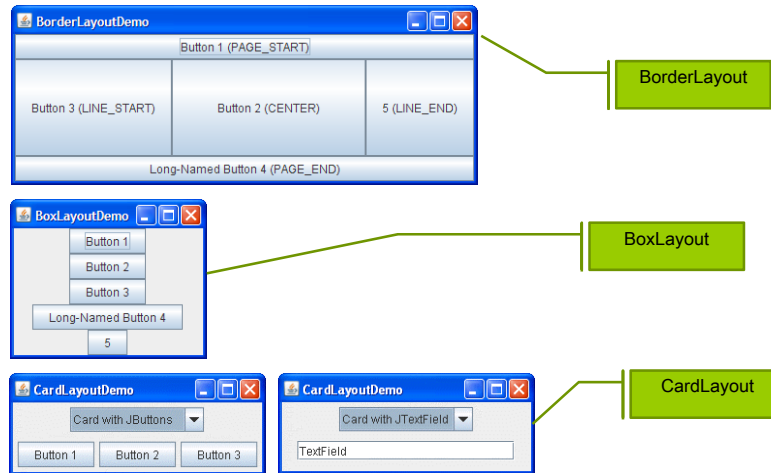 BorderLayoutDemo
Button 1 (PAGE_START)
Button 3 (LINE_START) Button 2 (CENTER) 5 (LINE_END)
Long-Named Button 4 (PAGE_END)
BorderLayout
BoxLayoutDemo
Button 1
Button 2
Button 3
Long-Named Button 4
5
BoxLayout
CardLayoutDemo
Card with JButtons
Button 1 Button 2 Button 3
CardLayoutDemo
Card with JTextField
TextField
CardLayout